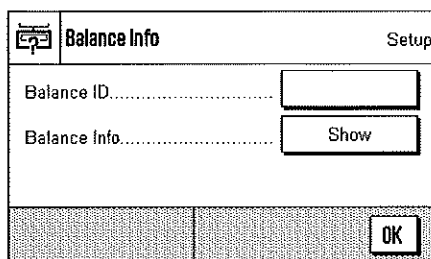 Balance Info
Setup
Balance ID............................
Balance Info.......................... Show
OK